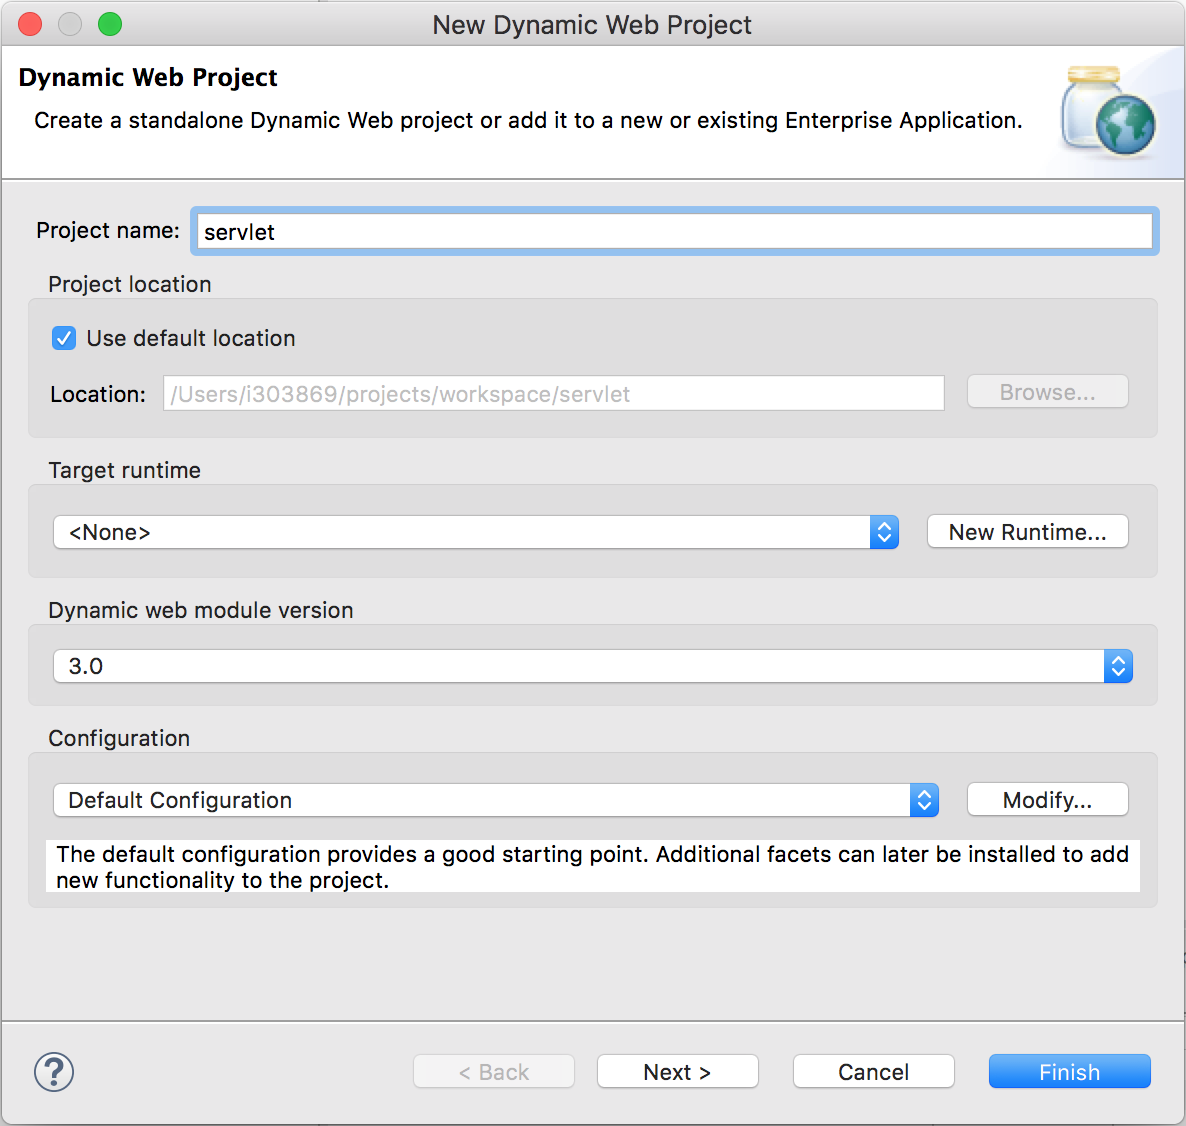 New Dynamic Web Project
Dynamic Web Project
Create a standalone Dynamic Web project or add it to a new or existing Enterprise Application.
Project name: servlet
Project location
Use default location
Location: /Users/i303869/projects/workspace/servlet Browse...
Target runtime
<None> New Runtime...
Dynamic web module version
3.0
Configuration
Default Configuration Modify...
The default configuration provides a good starting point. Additional facets can later be installed to add
new functionality to the project.
? < Back Next > Cancel Finish